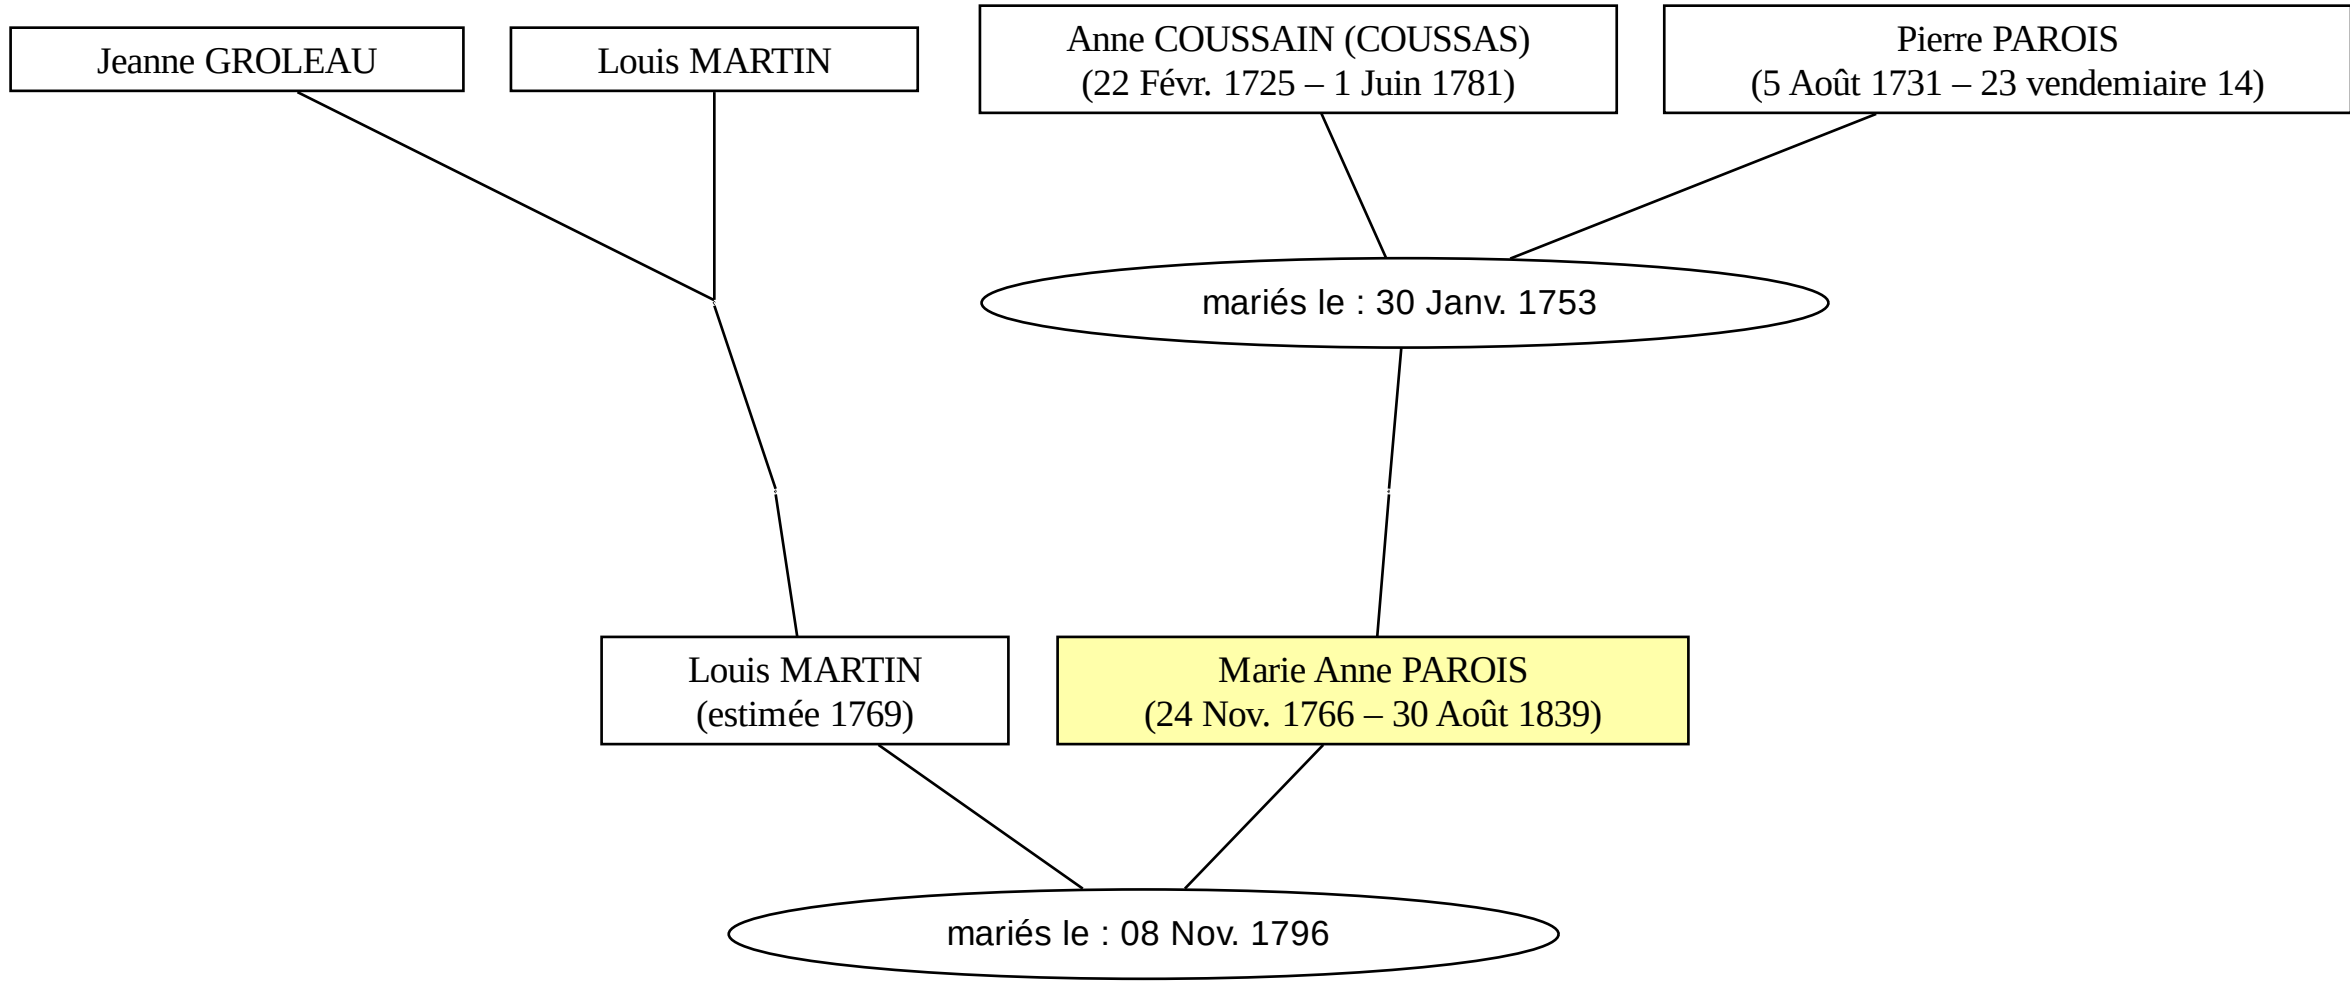 Jeanne GROLEAU
Louis MARTIN
Anne COUSSAIN (COUSSAS)
(22 Févr. 1725 – 1 Juin 1781)
Pierre PAROIS
(5 Août 1731 – 23 vendemiaire 14)
mariés le : 30 Janv. 1753
Louis MARTIN
(estimée 1769)
Marie Anne PAROIS
(24 Nov. 1766 – 30 Août 1839)
mariés le : 08 Nov. 1796